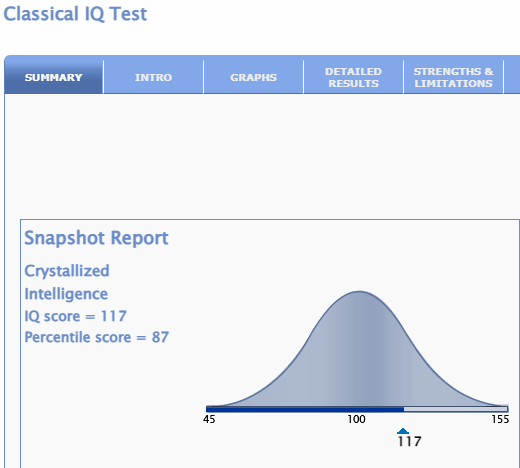 Classical IQ Test
SUMMARY
INTRO
GRAPHS
DETAILED
RESULTS
STRENGTHS &
LIMITATIONS
Snapshot Report
Crystallized
Intelligence
IQ score = 117
Percentile score = 87
45
100
155
117